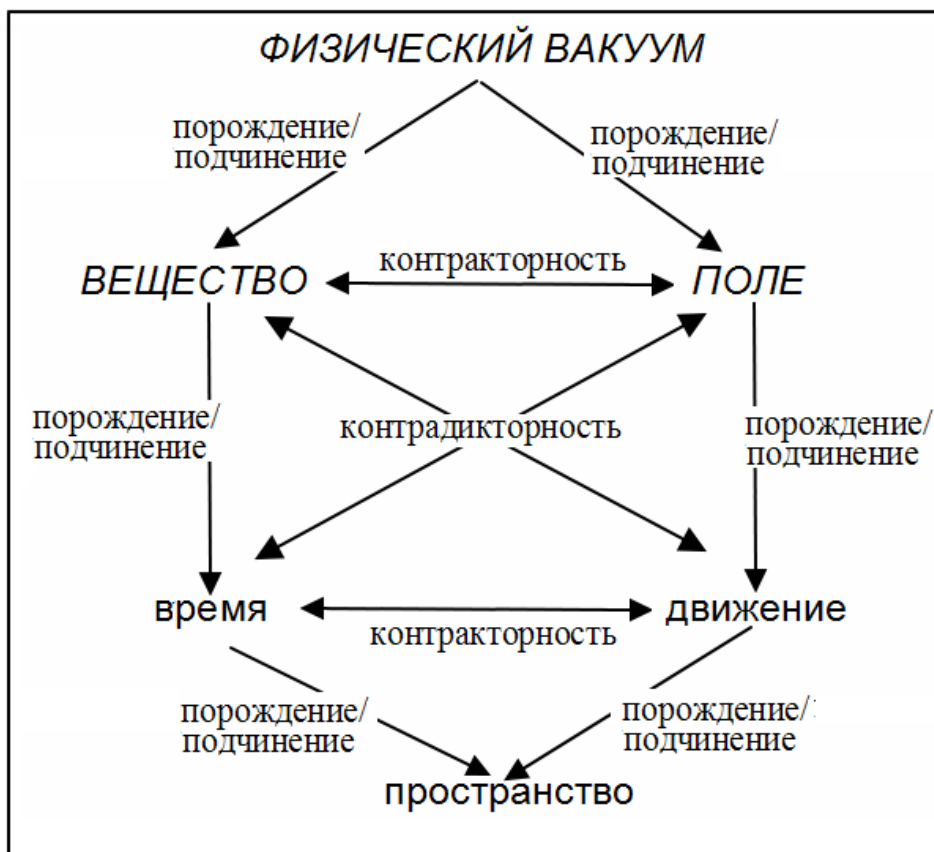 ФИЗИЧЕСКИЙ ВАКУУМ
порождение/
подчинение
порождение/
подчинение
контракторность
ВЕЩЕСТВО
ПОЛЕ
порождение/
подчинение
контрадикторность
порождение/
подчинение
время
движение
контракторность
порождение/
подчинение
порождение/
подчинение
пространство